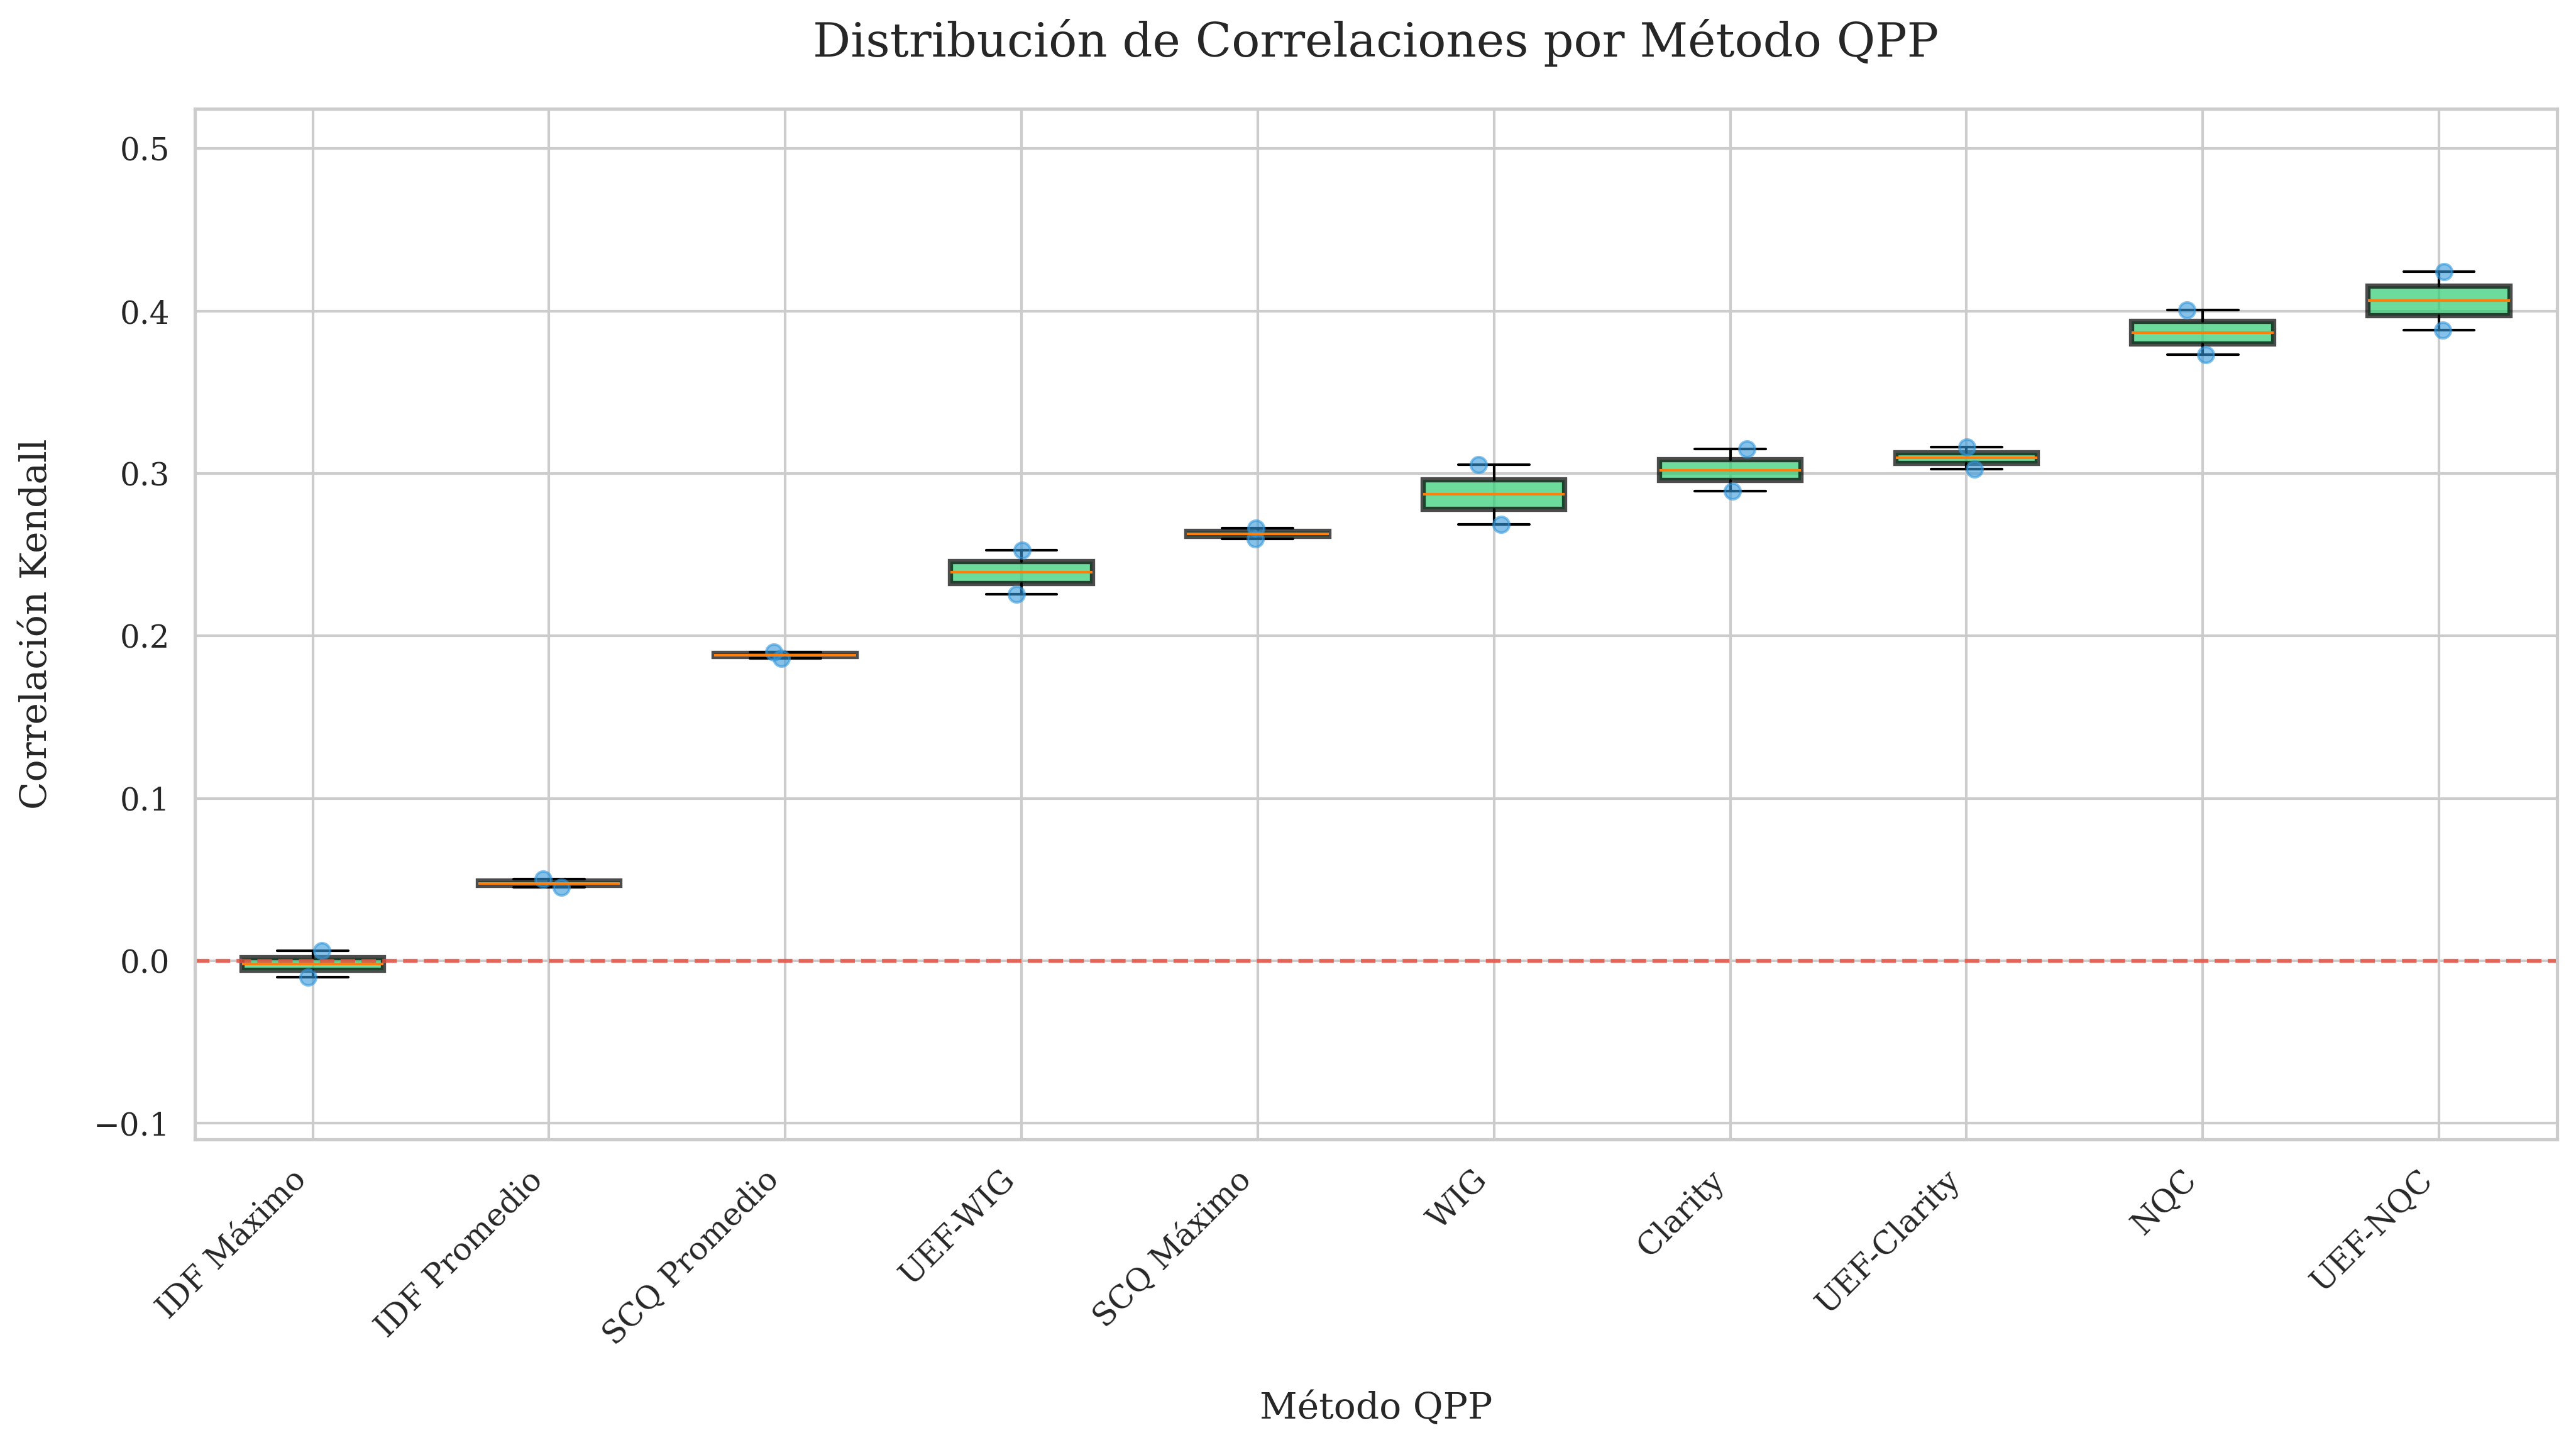 Distribución de Correlaciones por Método QPP
Correlación Kendall
0.5
0.4
0.3
0.2
0.1
0.0
−0.1
IDF Máximo
IDF Promedio
SCQ Promedio
UEF-WIG
SCQ Máximo
WIG
Clarity
UEF-Clarity
NQC
UEF-NQC
Método QPP